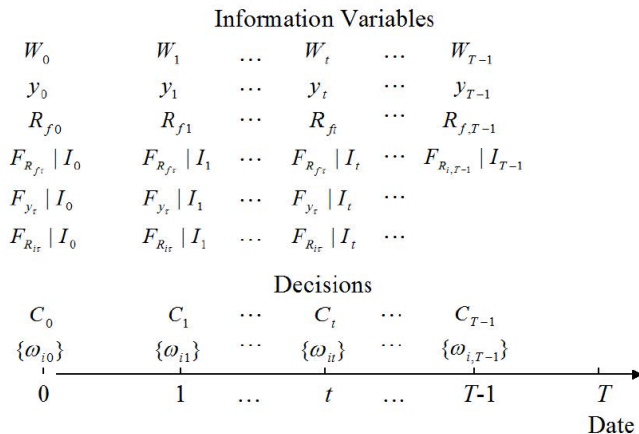 Information Variables
W_0 W_1 ... W_t ... W_{T-1}
y_0 y_1 ... y_t ... y_{T-1}
R_{f0} R_{f1} ... R_{ft} ... R_{f,T-1}
F_{R_{fτ}} | I_0 F_{R_{fτ}} | I_1 ... F_{R_{fτ}} | I_t ... F_{R_{i,T-1}} | I_{T-1}
F_{y_τ} | I_0 F_{y_τ} | I_1 ... F_{y_τ} | I_t ...
F_{R_{iτ}} | I_0 F_{R_{iτ}} | I_1 ... F_{R_{iτ}} | I_t ...
Decisions
C_0 C_1 ... C_t ... C_{T-1}
{ω_{i0}} {ω_{i1}} ... {ω_{it}} ... {ω_{i,T-1}}
0 1 ... t ... T-1 T
Date